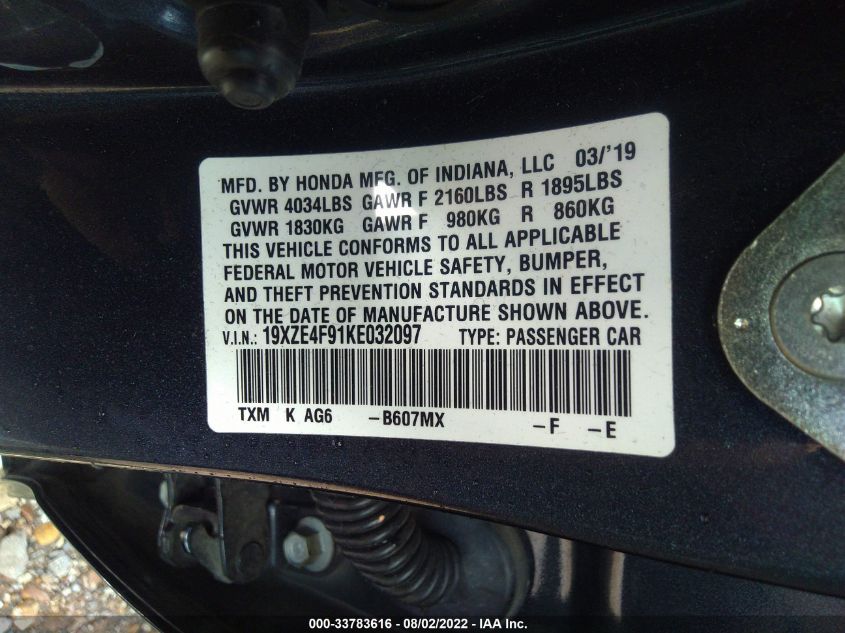 MFD. BY HONDA MFG. OF INDIANA, LLC 03/'19
GVWR 4034LBS GAWR F 2160LBS R 1895LBS
GVWR 1830KG GAWR F 980KG R 860KG
THIS VEHICLE CONFORMS TO ALL APPLICABLE
FEDERAL MOTOR VEHICLE SAFETY, BUMPER,
AND THEFT PREVENTION STANDARDS IN EFFECT
ON THE DATE OF MANUFACTURE SHOWN ABOVE.
V.I.N.: 19XZE4F91KE032097 TYPE: PASSENGER CAR
TXM K AG6 -B607MX -F -E
000-33783616 - 08/02/2022 - IAA Inc.